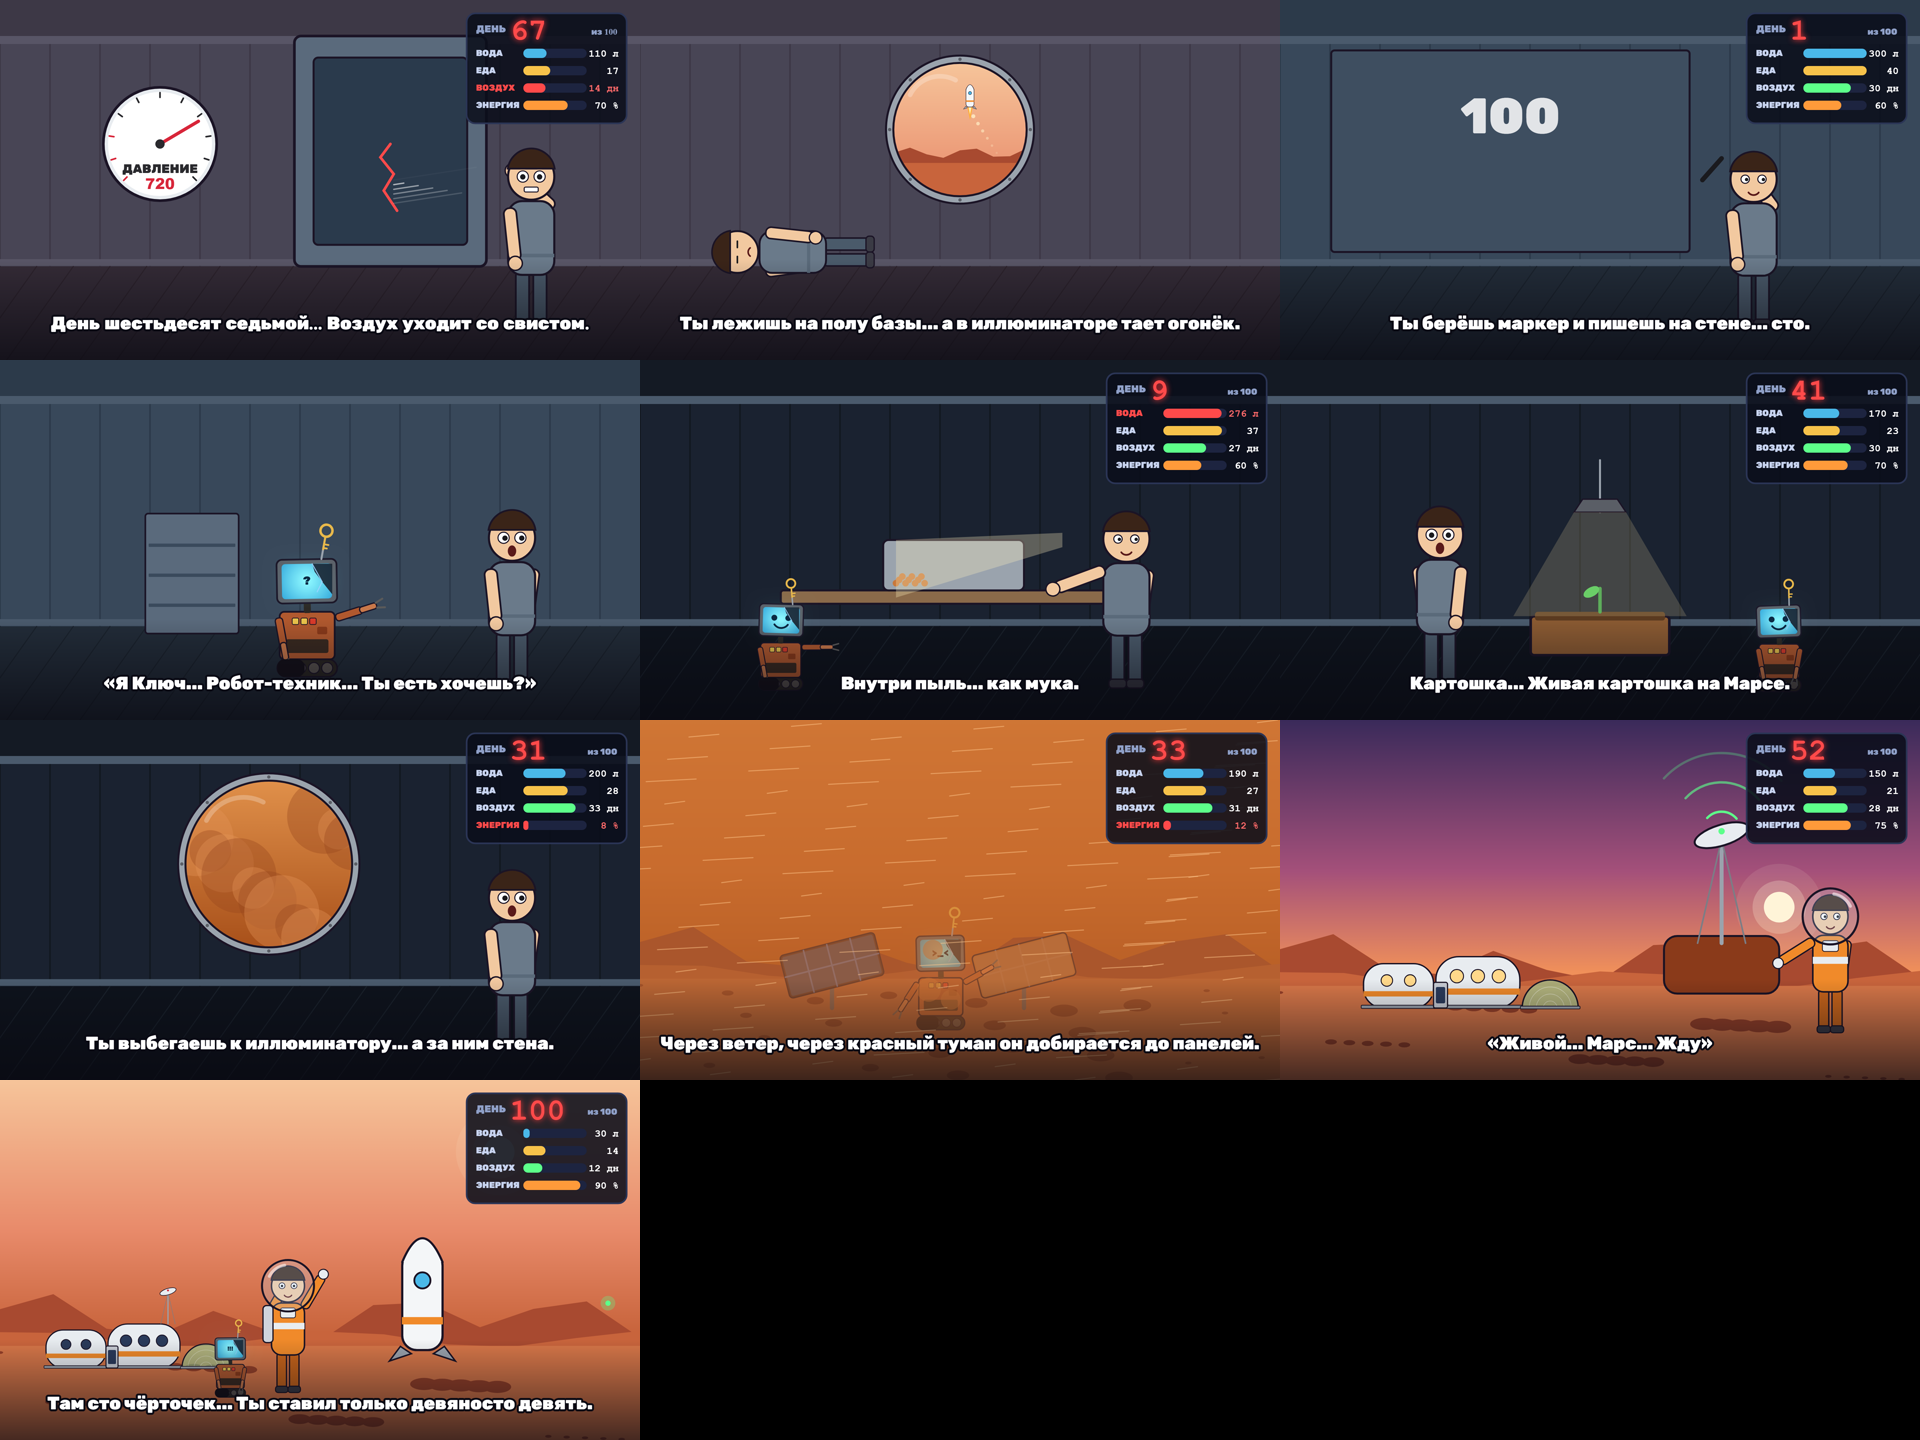 ДЕНЬ 67 из 100
ВОДА 110 л
ЕДА 17
ВОЗДУХ 14 дн
ЭНЕРГИЯ 70 %
ДАВЛЕНИЕ
720
День шестьдесят седьмой... Воздух уходит со свистом.
Ты лежишь на полу базы... а в иллюминаторе тает огонёк.
ДЕНЬ 1 из 100
ВОДА 300 л
ЕДА 40
ВОЗДУХ 30 дн
ЭНЕРГИЯ 60 %
100
Ты берёшь маркер и пишешь на стене... сто.
?
«Я Ключ... Робот-техник... Ты есть хочешь?»
ДЕНЬ 9 из 100
ВОДА 276 л
ЕДА 37
ВОЗДУХ 27 дн
ЭНЕРГИЯ 60 %
Внутри пыль... как мука.
ДЕНЬ 41 из 100
ВОДА 170 л
ЕДА 23
ВОЗДУХ 30 дн
ЭНЕРГИЯ 70 %
Картошка... Живая картошка на Марсе.
ДЕНЬ 31 из 100
ВОДА 200 л
ЕДА 28
ВОЗДУХ 33 дн
ЭНЕРГИЯ 8 %
Ты выбегаешь к иллюминатору... а за ним стена.
ДЕНЬ 33 из 100
ВОДА 190 л
ЕДА 27
ВОЗДУХ 31 дн
ЭНЕРГИЯ 12 %
Через ветер, через красный туман он добирается до панелей.
ДЕНЬ 52 из 100
ВОДА 150 л
ЕДА 21
ВОЗДУХ 28 дн
ЭНЕРГИЯ 75 %
«Живой... Марс... Жду»
ДЕНЬ 100 из 100
ВОДА 30 л
ЕДА 14
ВОЗДУХ 12 дн
ЭНЕРГИЯ 90 %
!!!
Там сто чёрточек... Ты ставил только девяносто девять.